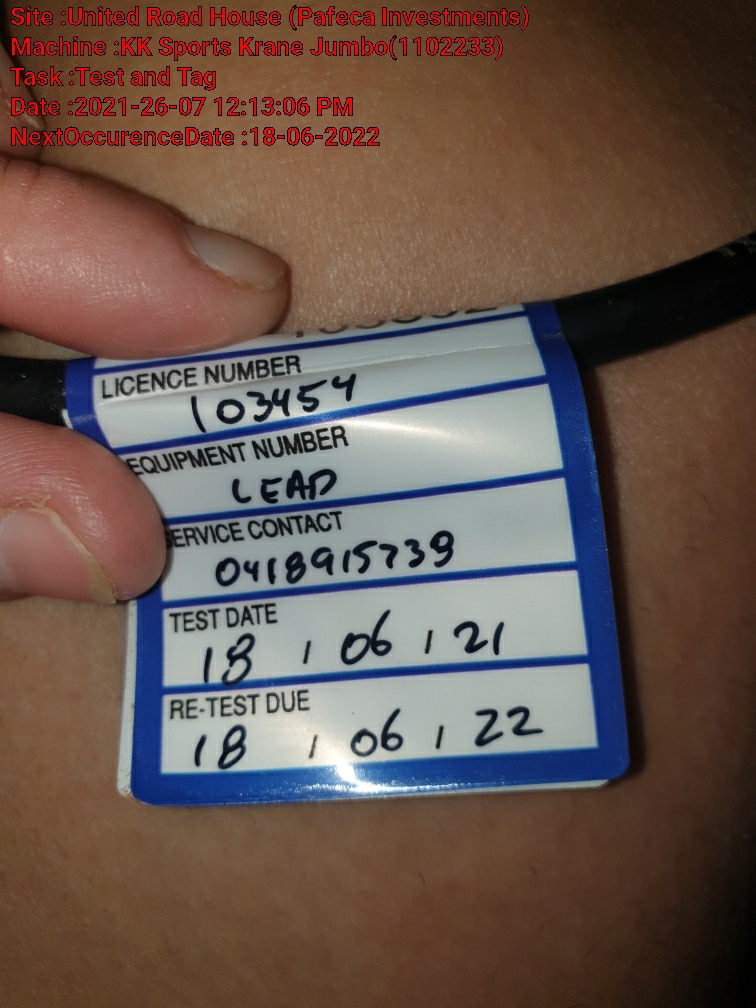 Site :United Road House (Pafeca Investments)
Machine :KK Sports Krane Jumbo(1102233)
Task :Test and Tag
Date :2021-26-07 12:13:06 PM
NextOccurenceDate :18-06-2022
LICENCE NUMBER
103454
EQUIPMENT NUMBER
LEAD
SERVICE CONTACT
0418915739
TEST DATE
18 / 06 / 21
RE-TEST DUE
18 / 06 / 22